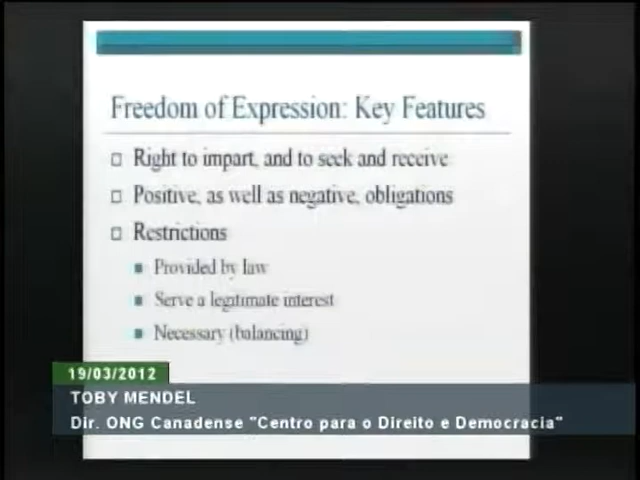 Freedom of Expression: Key Features
Right to impart, and to seek and receive
Positive, as well as negative, obligations
Restrictions
Provided by law
Serve a legitimate interest
Necessary (balancing)
19/03/2012
TOBY MENDEL
Dir. ONG Canadense "Centro para o Direito e Democracia"